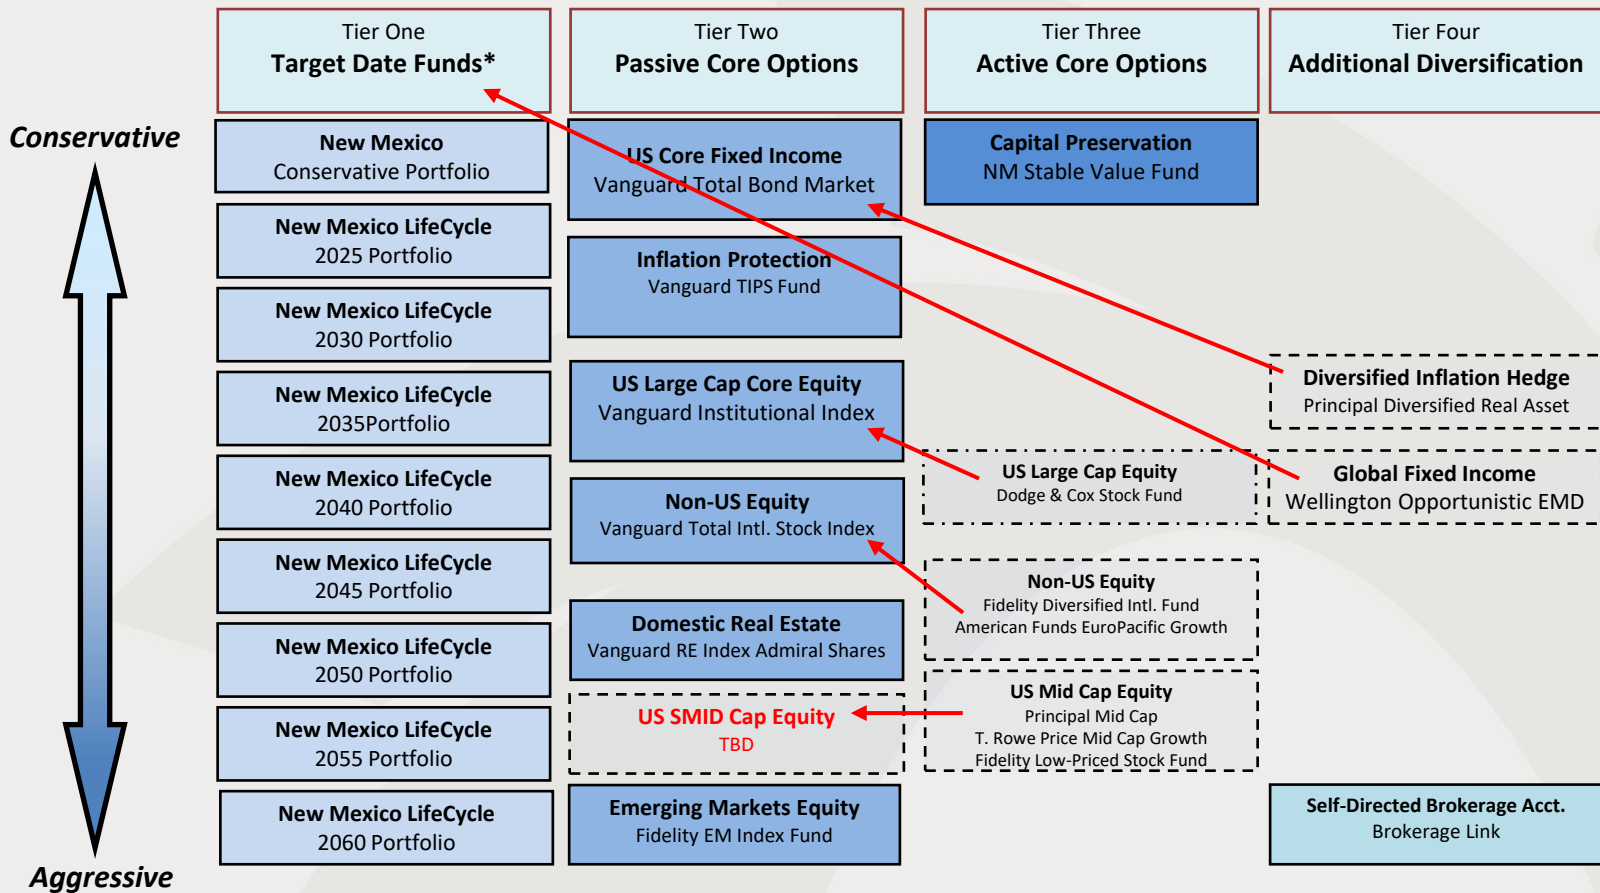 Tier One
Target Date Funds*
Tier Two
Passive Core Options
Tier Three
Active Core Options
Tier Four
Additional Diversification
Conservative
Aggressive
New Mexico
Conservative Portfolio
New Mexico LifeCycle
2025 Portfolio
New Mexico LifeCycle
2030 Portfolio
New Mexico LifeCycle
2035Portfolio
New Mexico LifeCycle
2040 Portfolio
New Mexico LifeCycle
2045 Portfolio
New Mexico LifeCycle
2050 Portfolio
New Mexico LifeCycle
2055 Portfolio
New Mexico LifeCycle
2060 Portfolio
US Core Fixed Income
Vanguard Total Bond Market
Inflation Protection
Vanguard TIPS Fund
US Large Cap Core Equity
Vanguard Institutional Index
Non-US Equity
Vanguard Total Intl. Stock Index
Domestic Real Estate
Vanguard RE Index Admiral Shares
US SMID Cap Equity
TBD
Emerging Markets Equity
Fidelity EM Index Fund
Capital Preservation
NM Stable Value Fund
US Large Cap Equity
Dodge & Cox Stock Fund
Non-US Equity
Fidelity Diversified Intl. Fund
American Funds EuroPacific Growth
US Mid Cap Equity
Principal Mid Cap
T. Rowe Price Mid Cap Growth
Fidelity Low-Priced Stock Fund
Diversified Inflation Hedge
Principal Diversified Real Asset
Global Fixed Income
Wellington Opportunistic EMD
Self-Directed Brokerage Acct.
Brokerage Link